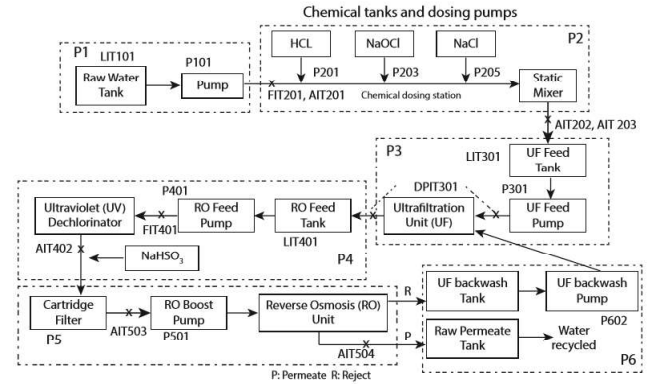 Chemical tanks and dosing pumps
P1
LIT101
Raw Water
Tank
P101
Pump
HCL
NaOCl
NaCl
P2
P201
P203
P205
FIT201, AIT201
Chemical dosing station
Static
Mixer
AIT202, AIT 203
P3
LIT301
UF Feed
Tank
P301
DPIT301
UF Feed
Pump
Ultrafiltration
Unit (UF)
P401
RO Feed
Tank
LIT401
RO Feed
Pump
FIT401
Ultraviolet (UV)
Dechlorinator
AIT402
NaHSO3
P4
Cartridge
Filter
P5
AIT503
RO Boost
Pump
P501
Reverse Osmosis (RO)
Unit
AIT504
R
P
UF backwash
Tank
UF backwash
Pump
P602
Raw Permeate
Tank
Water
recycled
P6
P: Permeate R: Reject